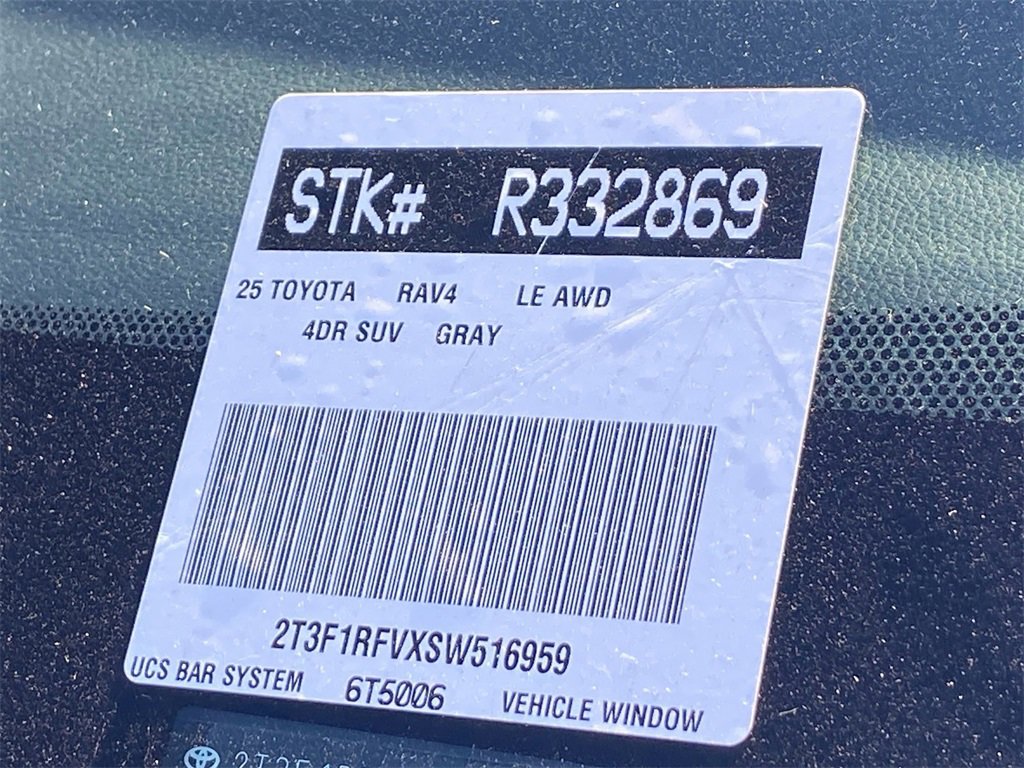 STK# R332869
25 TOYOTA RAV4 LE AWD
4DR SUV GRAY
2T3F1RFVXSW516959
UCS BAR SYSTEM 6T5006 VEHICLE WINDOW